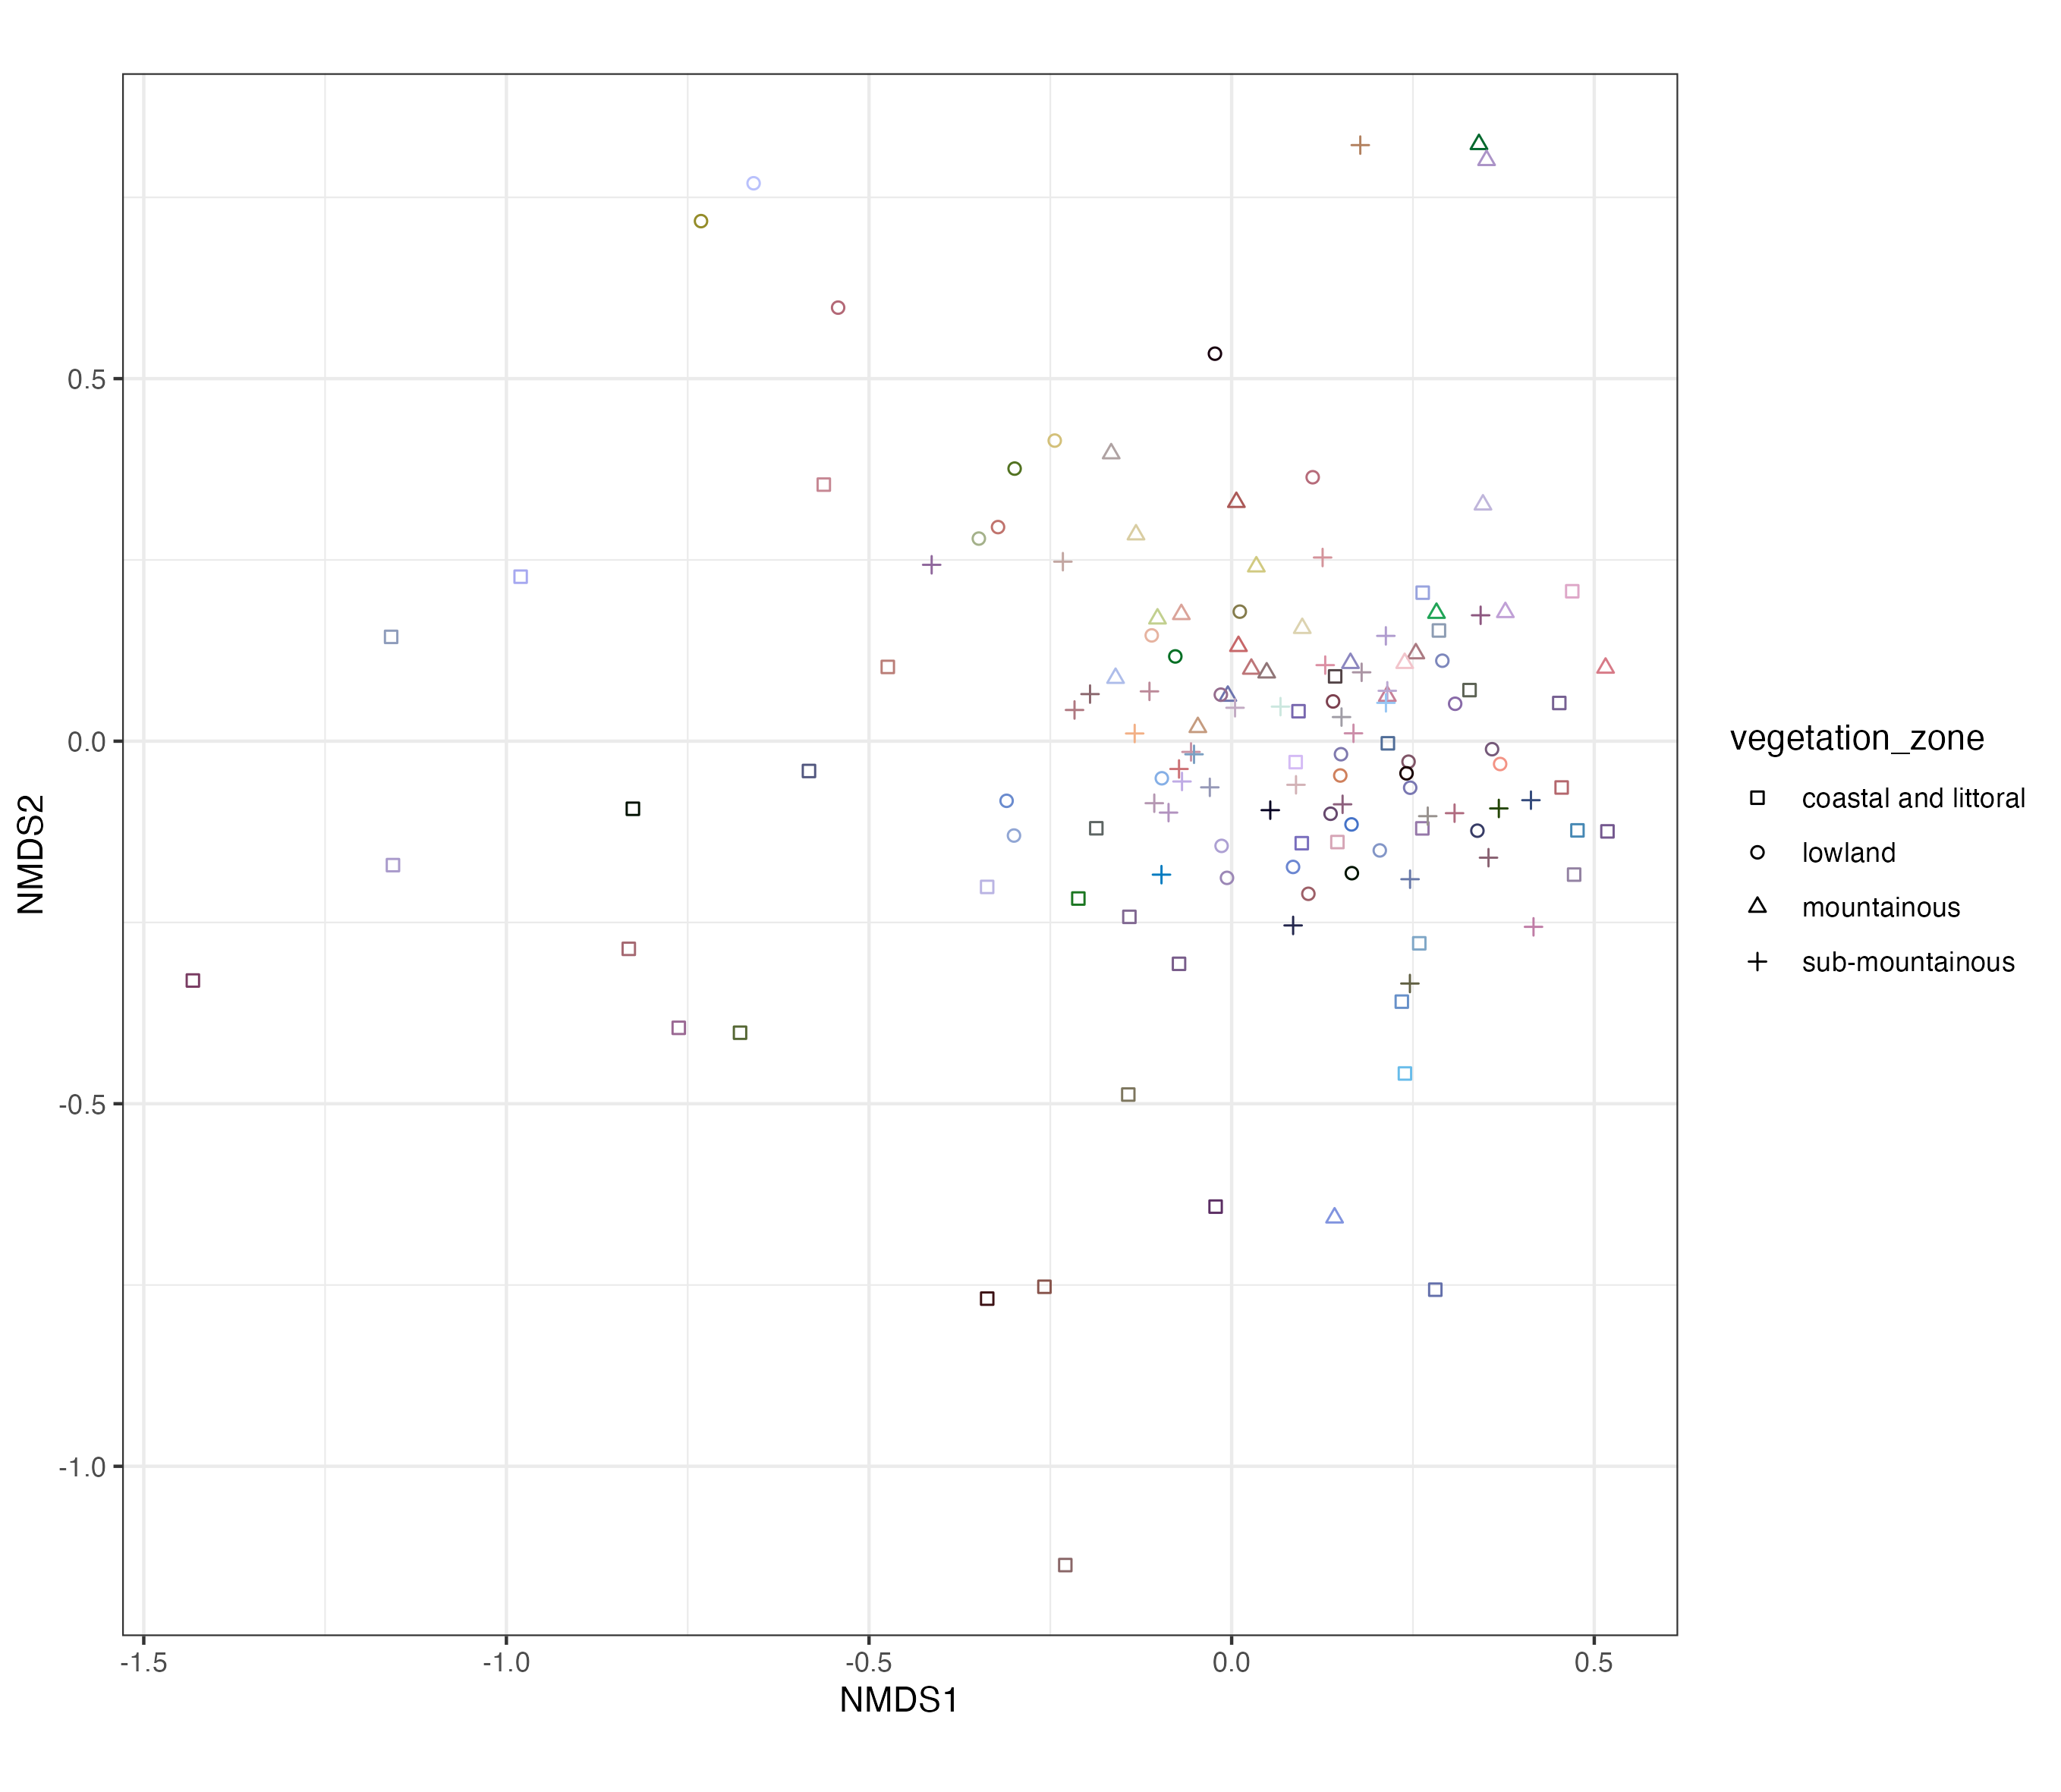 0.5
0.0
-0.5
-1.0
NMDS2
-1.5
-1.0
-0.5
0.0
0.5
NMDS1
vegetation_zone
coastal and littoral
lowland
mountainous
sub-mountainous